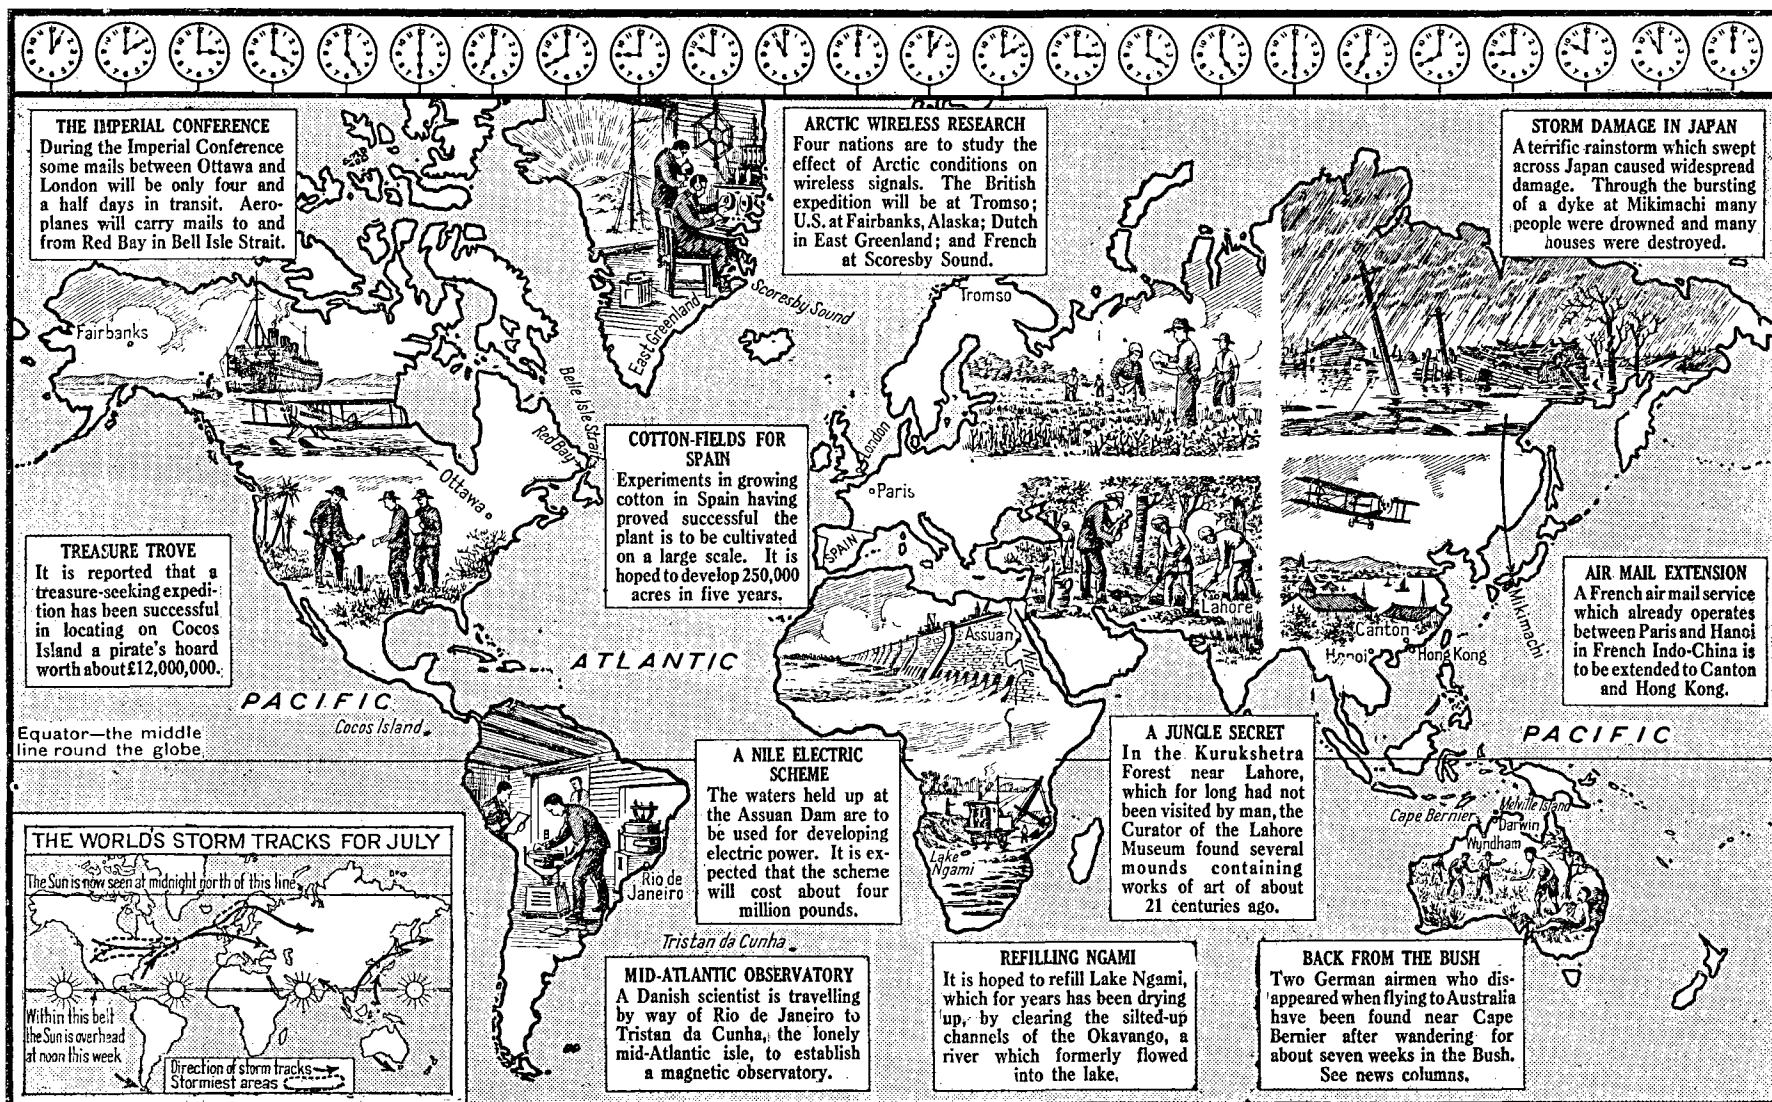 THE IMPERIAL CONFERENCE
During the Imperial Conference
some mails between Ottawa and
London will be only four and
a half days in transit. Aero-
planes will carry mails to and
from Red Bay in Bell Isle Strait.
ARCTIC WIRELESS RESEARCH
Four nations are to study the
effect of Arctic conditions on
wireless signals. The British
expedition will be at Tromso;
U.S. at Fairbanks, Alaska; Dutch
in East Greenland; and French
at Scoresby Sound.
STORM DAMAGE IN JAPAN
A terrific rainstorm which swept
across Japan caused widespread
damage. Through the bursting
of a dyke at Mikimachi many
people were drowned and many
houses were destroyed.
Fairbanks
East Greenland
Scoresby Sound
Tromso
Belle Isle Strait
Red Bay
Ottawa
London
Paris
SPAIN
COTTON-FIELDS FOR
SPAIN
Experiments in growing
cotton in Spain having
proved successful the
plant is to be cultivated
on a large scale. It is
hoped to develop 250,000
acres in five years.
TREASURE TROVE
It is reported that a
treasure-seeking expedi-
tion has been successful
in locating on Cocos
Island a pirate's hoard
worth about £12,000,000.
AIR MAIL EXTENSION
A French air mail service
which already operates
between Paris and Hanoi
in French Indo-China is
to be extended to Canton
and Hong Kong.
Assuan
Nile
Lahore
Canton
Hanoi
Hong Kong
Mikimachi
ATLANTIC
PACIFIC
Cocos Island
Equator—the middle
line round the globe
PACIFIC
A NILE ELECTRIC
SCHEME
The waters held up at
the Assuan Dam are to
be used for developing
electric power. It is ex-
pected that the scheme
will cost about four
million pounds.
A JUNGLE SECRET
In the Kurukshetra
Forest near Lahore,
which for long had not
been visited by man, the
Curator of the Lahore
Museum found several
mounds containing
works of art of about
21 centuries ago.
Lake
Ngami
Rio de
Janeiro
Cape Bernier
Melville Island
Darwin
Wyndham
Tristan da Cunha
THE WORLD'S STORM TRACKS FOR JULY
The Sun is now seen at midnight north of this line
Within this belt
the Sun is overhead
at noon this week
Direction of storm tracks
Stormiest areas
MID-ATLANTIC OBSERVATORY
A Danish scientist is travelling
by way of Rio de Janeiro to
Tristan da Cunha, the lonely
mid-Atlantic isle, to establish
a magnetic observatory.
REFILLING NGAMI
It is hoped to refill Lake Ngami,
which for years has been drying
up, by clearing the silted-up
channels of the Okavango, a
river which formerly flowed
into the lake.
BACK FROM THE BUSH
Two German airmen who dis-
appeared when flying to Australia
have been found near Cape
Bernier after wandering for
about seven weeks in the Bush.
See news columns.